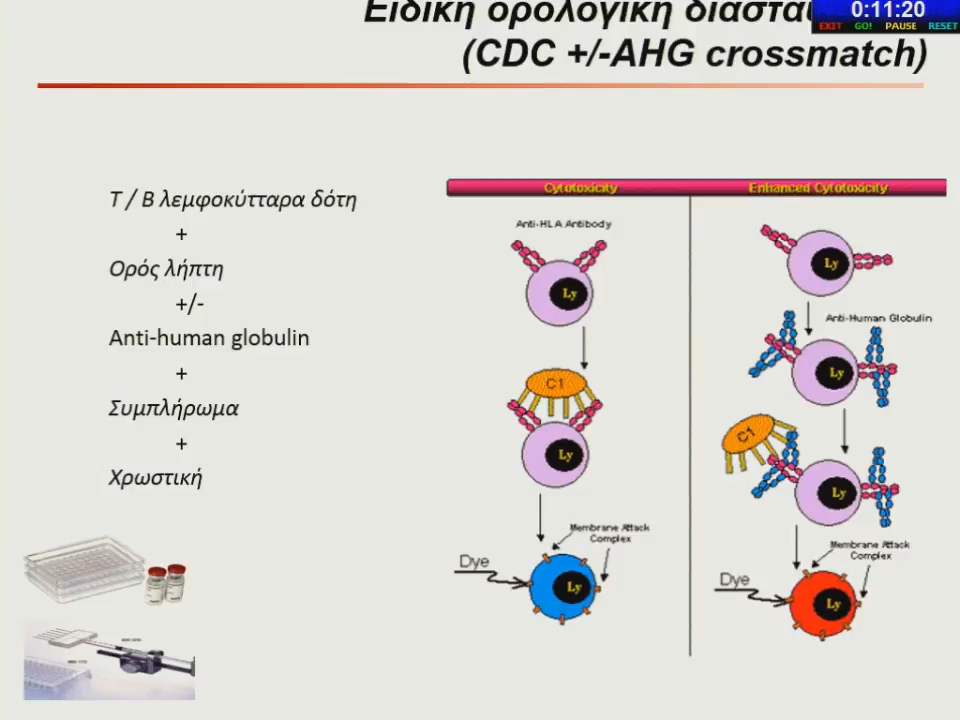 Ειδική ορολογική
(CDC +/-AHG crossmatch)
0:11:20
EXIT GO! PAUSE RESET
Τ / Β λεμφοκύτταρα δότη
+
Ορός λήπτη
+/-
Anti-human globulin
+
Συμπλήρωμα
+
Χρωστική
Cytotoxicity
Anti-HLA Antibody
Ly
C1
Ly
Membrane Attack
Complex
Dye
Ly
Enhanced Cytotoxicity
Ly
Anti-Human Globulin
Ly
C1
Ly
Membrane Attack
Complex
Dye
Ly